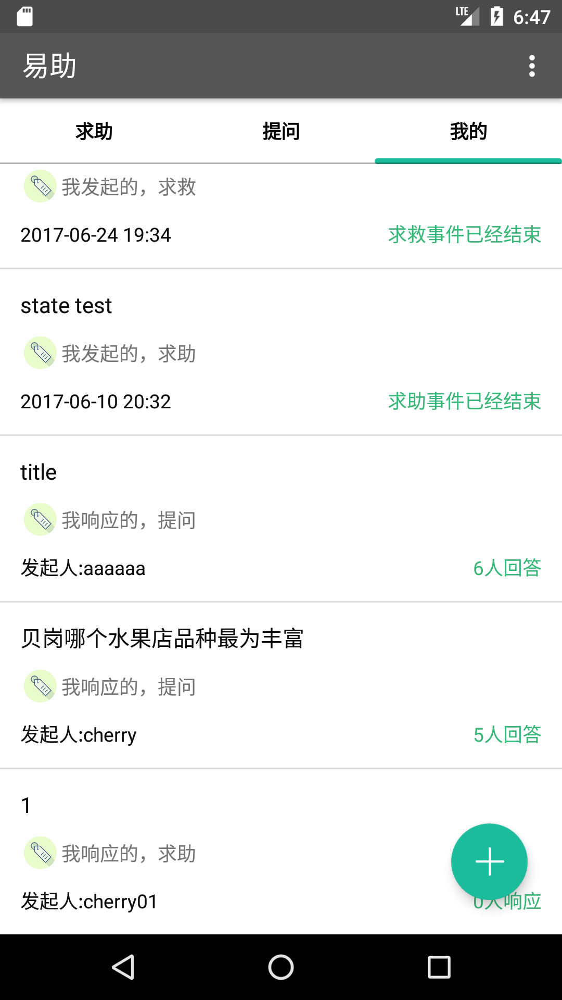 LTE 6:47
易助
求助 提问 我的
我发起的，求救
2017-06-24 19:34 求救事件已经结束
state test
我发起的，求助
2017-06-10 20:32 求助事件已经结束
title
我响应的，提问
发起人:aaaaaa 6人回答
贝岗哪个水果店品种最为丰富
我响应的，提问
发起人:cherry 5人回答
1
我响应的，求助
发起人:cherry01 0人响应